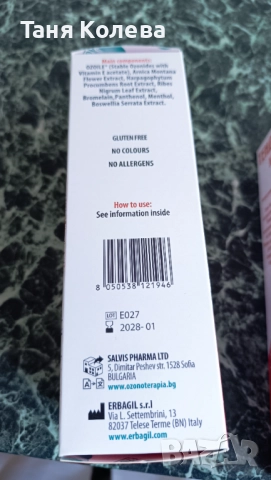 Таня Колева
Main components:
OZOILE® (Stable Ozonides with
Vitamin E acetate), Arnica Montana
Flower Extract, Harpagophytum
Procumbens Root Extract, Ribes
Nigrum Leaf Extract,
Bromelain, Panthenol, Menthol,
Boswellia Serrata Extract.
GLUTEN FREE
NO COLOURS
NO ALLERGENS
How to use:
See information inside
8 050538 121946
LOT E027
2028-01
SALVIS PHARMA LTD
5, Dimitar Peshev str. 1528 Sofia
BULGARIA
www.ozonoterapia.bg
ERBAGIL s.r.l
Via L. Settembrini, 13
82037 Telese Terme (BN) Italy
www.erbagil.com
BAZAR